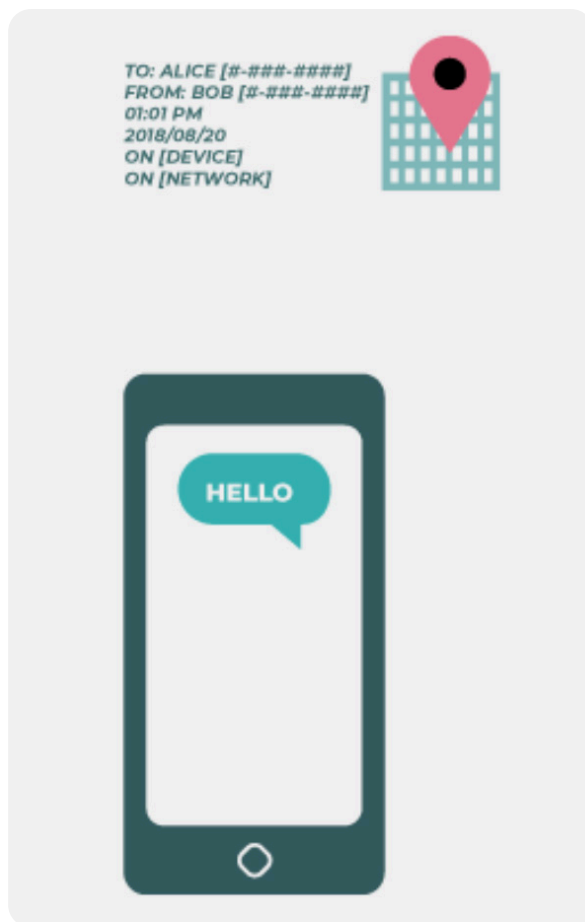 TO: ALICE [#-###-####]
FROM: BOB [#-###-####]
01:01 PM
2018/08/20
ON [DEVICE]
ON [NETWORK]
HELLO